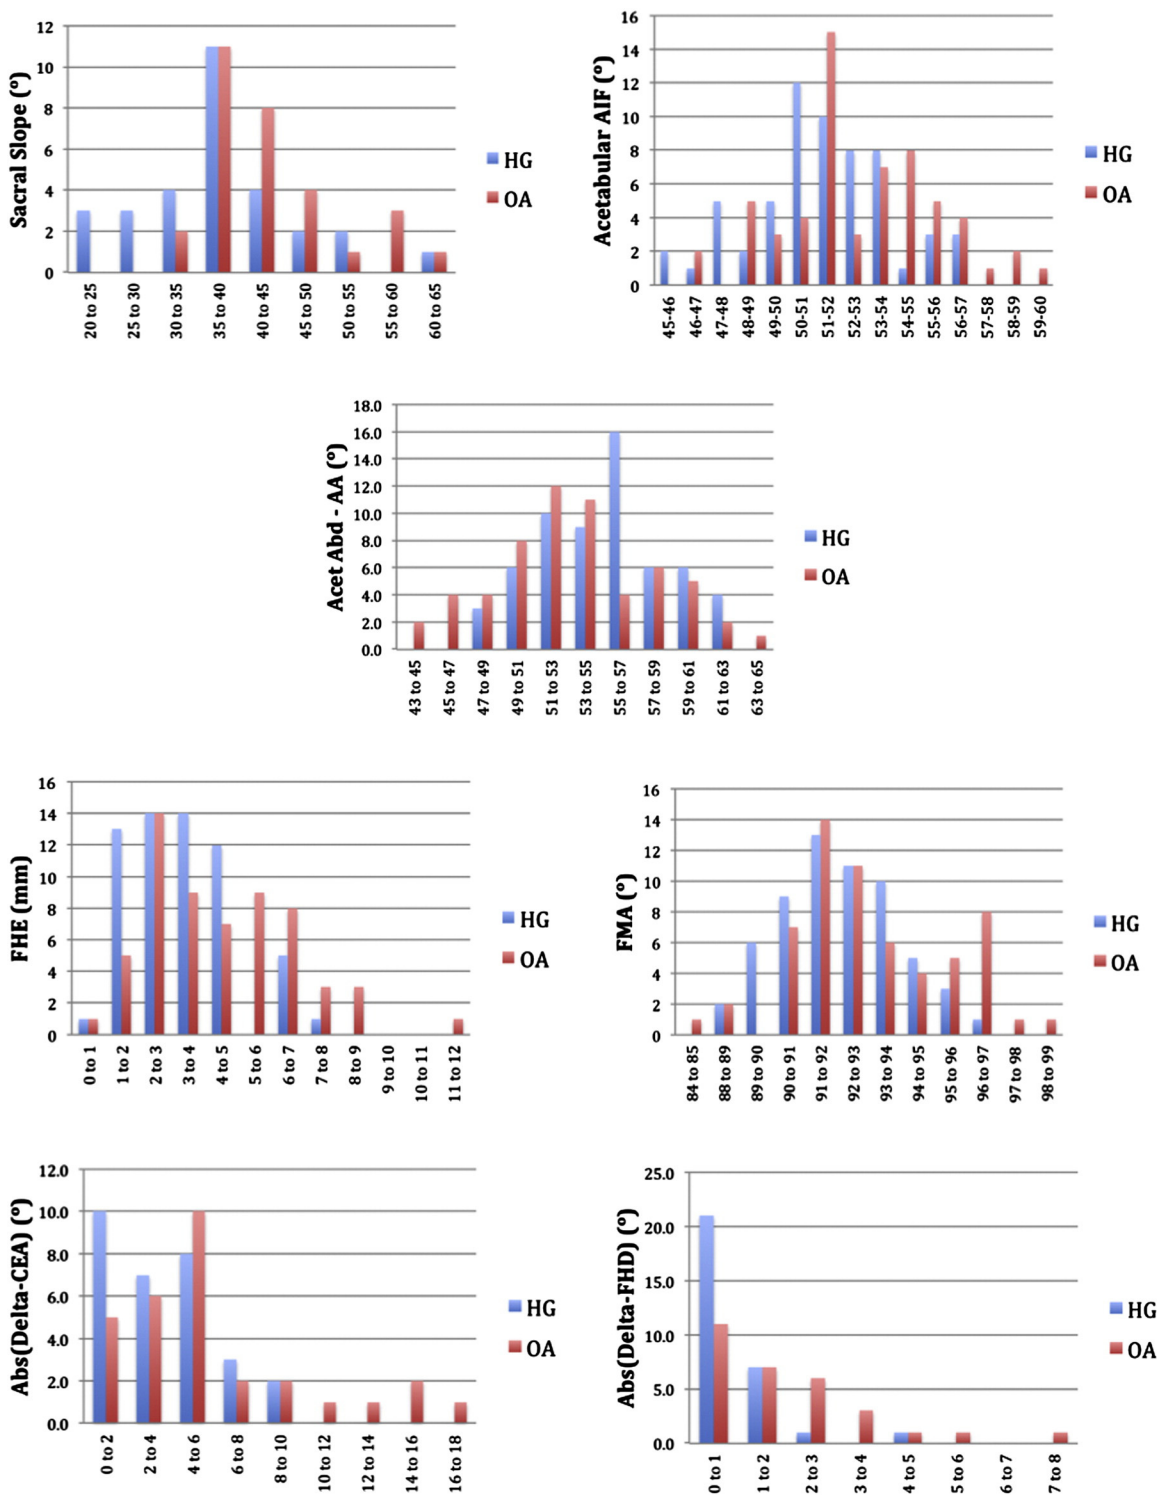 Sacral Slope (º)
12
10
8
6
4
2
0
20 to 25
25 to 30
30 to 35
35 to 40
40 to 45
45 to 50
50 to 55
55 to 60
60 to 65
HG
OA
Acetabular AIF (º)
16
14
12
10
8
6
4
2
0
45-46
46-47
47-48
48-49
49-50
50-51
51-52
52-53
53-54
54-55
55-56
56-57
57-58
58-59
59-60
HG
OA
Acet Abd - AA (º)
18.0
16.0
14.0
12.0
10.0
8.0
6.0
4.0
2.0
0.0
43 to 45
45 to 47
47 to 49
49 to 51
51 to 53
53 to 55
55 to 57
57 to 59
59 to 61
61 to 63
63 to 65
HG
OA
FHE (mm)
16
14
12
10
8
6
4
2
0
0 to 1
1 to 2
2 to 3
3 to 4
4 to 5
5 to 6
6 to 7
7 to 8
8 to 9
9 to 10
10 to 11
11 to 12
HG
OA
FMA (º)
16
14
12
10
8
6
4
2
0
84 to 85
88 to 89
89 to 90
90 to 91
91 to 92
92 to 93
93 to 94
94 to 95
95 to 96
96 to 97
97 to 98
98 to 99
HG
OA
Abs(Delta-CEA) (º)
12.0
10.0
8.0
6.0
4.0
2.0
0.0
0 to 2
2 to 4
4 to 6
6 to 8
8 to 10
10 to 12
12 to 14
14 to 16
16 to 18
HG
OA
Abs(Delta-FHD) (º)
25.0
20.0
15.0
10.0
5.0
0.0
0 to 1
1 to 2
2 to 3
3 to 4
4 to 5
5 to 6
6 to 7
7 to 8
HG
OA